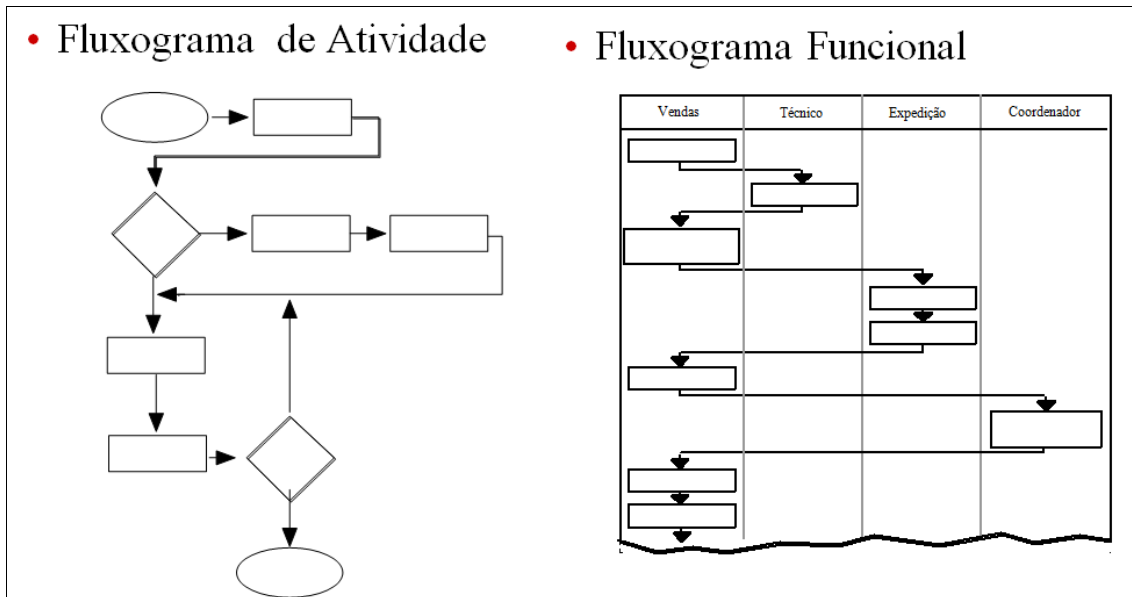 • Fluxograma de Atividade
• Fluxograma Funcional
Vendas Técnico Expedição Coordenador